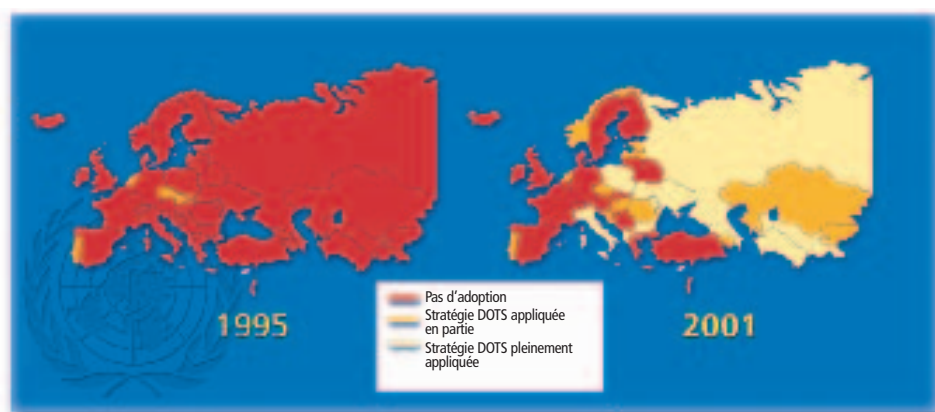 1995
2001
Pas d'adoption
Stratégie DOTS appliquée
en partie
Stratégie DOTS pleinement
appliquée